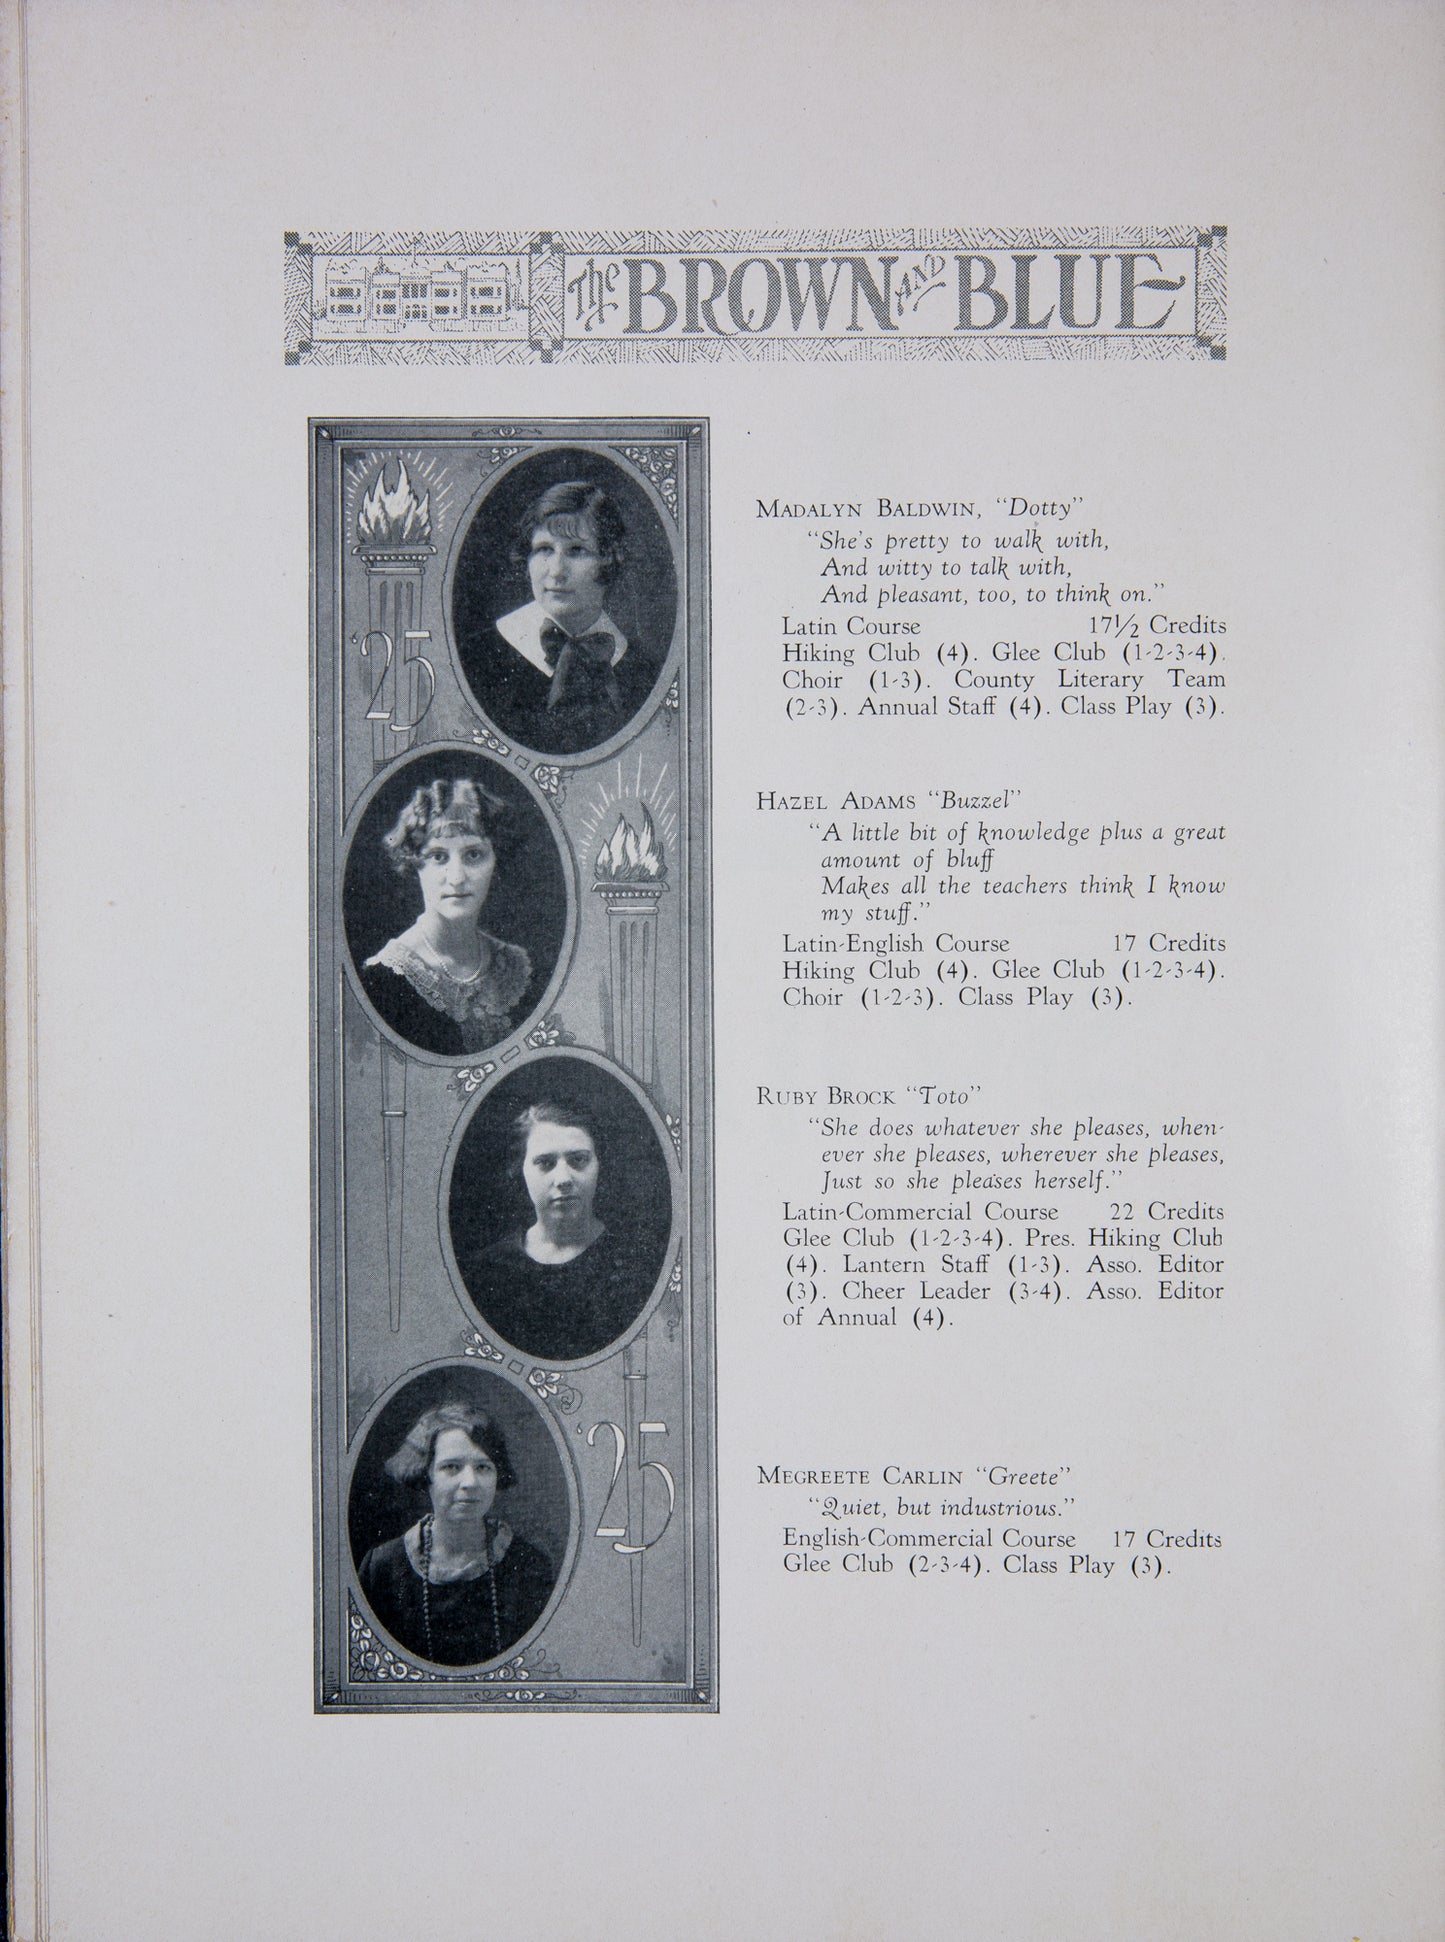 The BROWN AND BLUE
'25
'25
MADALYN BALDWIN, "Dotty"
"She's pretty to walk with,
And witty to talk with,
And pleasant, too, to think on."
Latin Course 17½ Credits
Hiking Club (4). Glee Club (1-2-3-4).
Choir (1-3). County Literary Team
(2-3). Annual Staff (4). Class Play (3).
HAZEL ADAMS "Buzzel"
"A little bit of knowledge plus a great
amount of bluff
Makes all the teachers think I know
my stuff."
Latin-English Course 17 Credits
Hiking Club (4). Glee Club (1-2-3-4).
Choir (1-2-3). Class Play (3).
RUBY BROCK "Toto"
"She does whatever she pleases, when-
ever she pleases, wherever she pleases,
Just so she pleases herself."
Latin-Commercial Course 22 Credits
Glee Club (1-2-3-4). Pres. Hiking Club
(4). Lantern Staff (1-3). Asso. Editor
(3). Cheer Leader (3-4). Asso. Editor
of Annual (4).
MEGREETE CARLIN "Greete"
"Quiet, but industrious."
English-Commercial Course 17 Credits
Glee Club (2-3-4). Class Play (3).